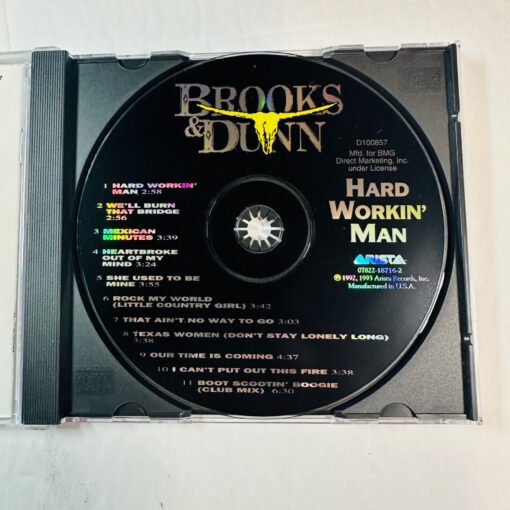 BROOKS
& DUNN
D100857
Mfd. for BMG
Direct Marketing, Inc.
under License
HARD
WORKIN'
MAN
ARISTA
07822-18716-2
℗ © 1992, 1993 Arista Records, Inc.
Manufactured in U.S.A.
1 HARD WORKIN'
MAN 2:58
2 WE'LL BURN
THAT BRIDGE
2:56
3 MEXICAN
MINUTES 3:39
4 HEARTBROKE
OUT OF MY
MIND 3:24
5 SHE USED TO BE
MINE 3:55
6 ROCK MY WORLD
(LITTLE COUNTRY GIRL) 3:42
7 THAT AIN'T NO WAY TO GO 3:03
8 TEXAS WOMEN (DON'T STAY LONELY LONG)
3:38
9 OUR TIME IS COMING 4:37
10 I CAN'T PUT OUT THIS FIRE 3:38
11 BOOT SCOOTIN' BOOGIE
(CLUB MIX) 6:30